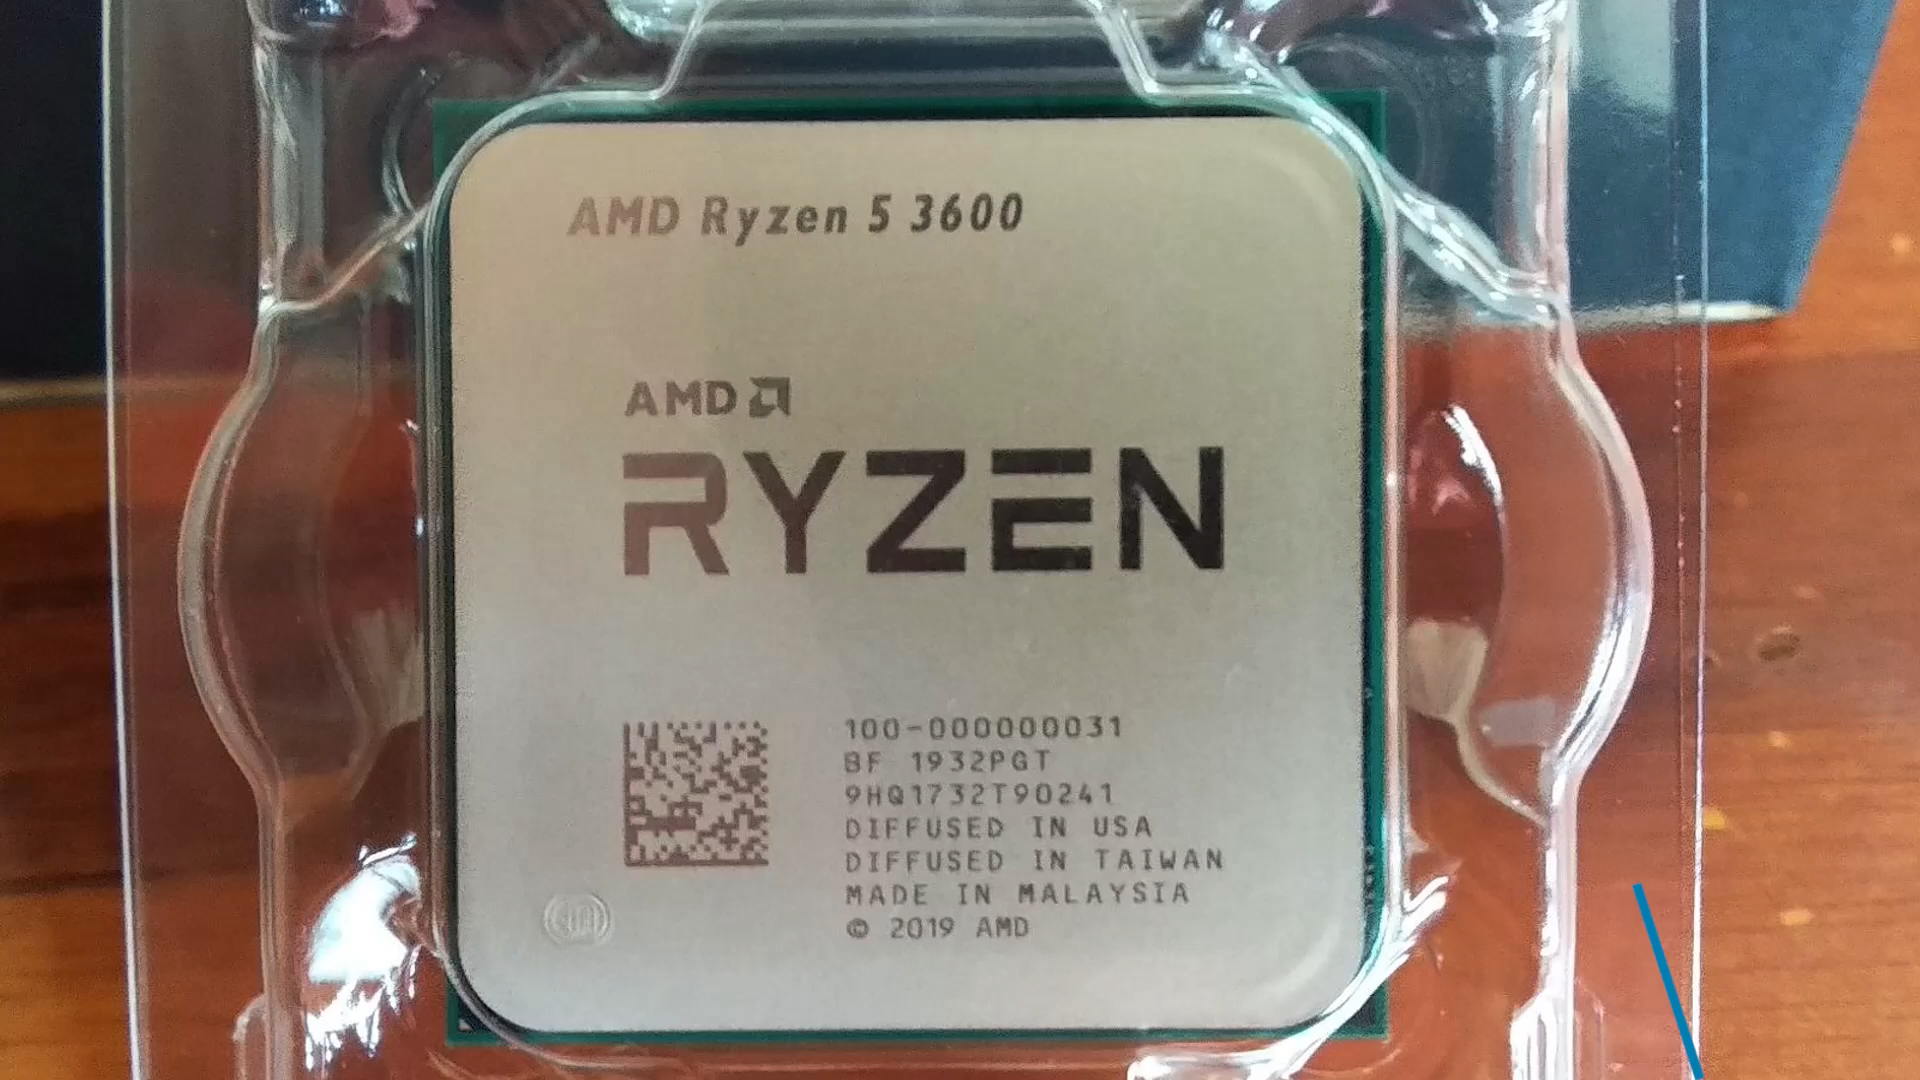 AMD Ryzen 5 3600
AMD
RYZEN
100-000000031
BF 1932PGT
9HQ1732T90241
DIFFUSED IN USA
DIFFUSED IN TAIWAN
MADE IN MALAYSIA
© 2019 AMD